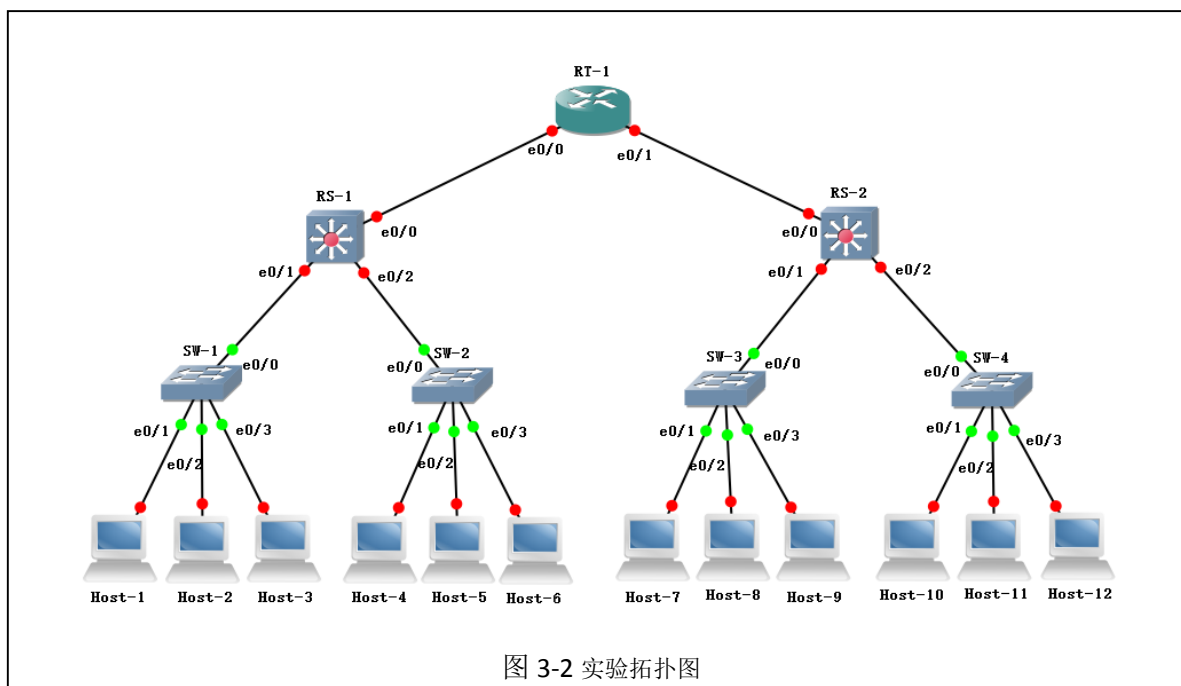 RT-1
e0/0
e0/1
RS-1
RS-2
e0/0
e0/0
e0/1
e0/2
e0/1
e0/2
SW-1
SW-2
SW-3
SW-4
e0/0
e0/0
e0/0
e0/0
e0/1
e0/2
e0/3
e0/1
e0/2
e0/3
e0/1
e0/2
e0/3
e0/1
e0/2
e0/3
Host-1
Host-2
Host-3
Host-4
Host-5
Host-6
Host-7
Host-8
Host-9
Host-10
Host-11
Host-12
图 3-2 实验拓扑图